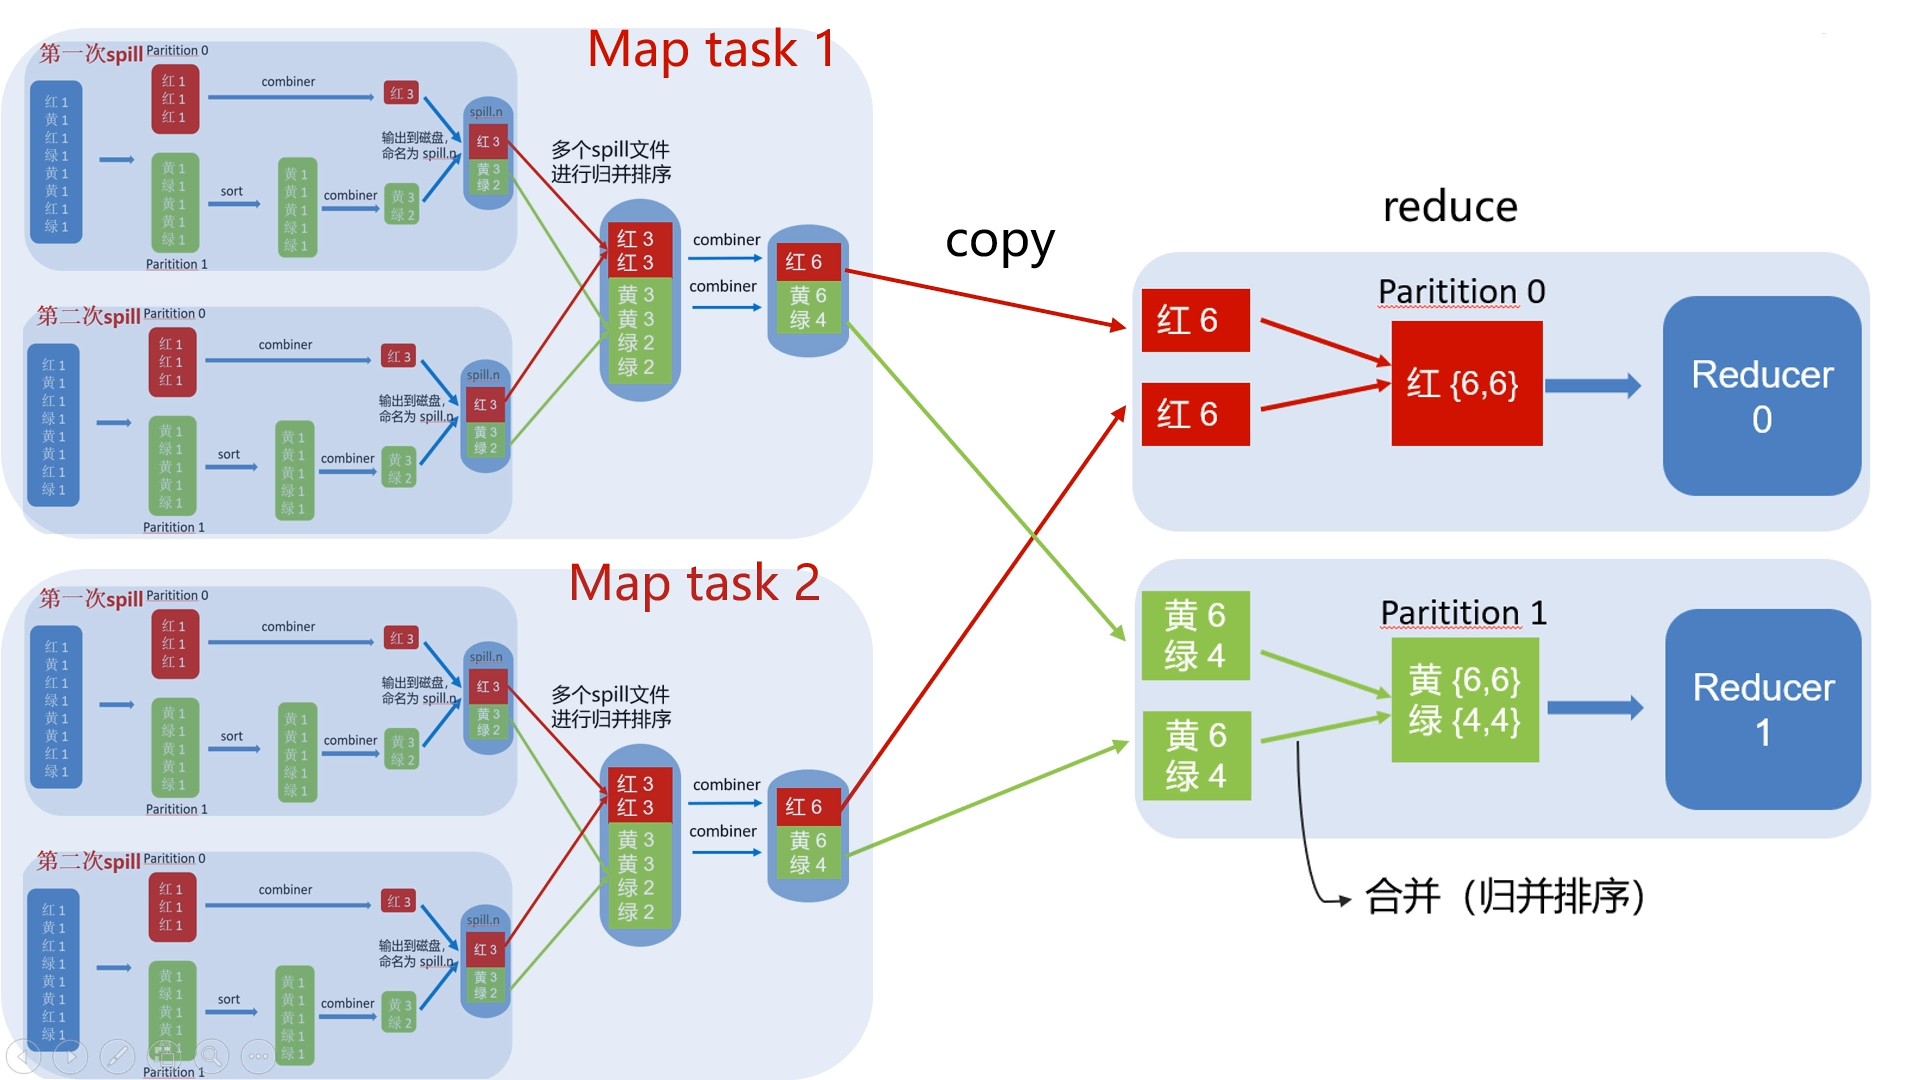 Map task 1
第一次spill
Paritition 0
红 1
黄 1
红 1
绿 1
黄 1
黄 1
红 1
绿 1
红 1
红 1
红 1
combiner
红 3
黄 1
绿 1
黄 1
黄 1
绿 1
sort
黄 1
黄 1
黄 1
绿 1
绿 1
combiner
黄 3
绿 2
Paritition 1
输出到磁盘,
命名为 spill.n
spill.n
红 3
黄 3
绿 2
第二次spill
Paritition 0
红 1
黄 1
红 1
绿 1
黄 1
黄 1
红 1
绿 1
红 1
红 1
红 1
combiner
红 3
黄 1
绿 1
黄 1
黄 1
绿 1
sort
黄 1
黄 1
黄 1
绿 1
绿 1
combiner
黄 3
绿 2
Paritition 1
输出到磁盘,
命名为 spill.n
spill.n
红 3
黄 3
绿 2
多个spill文件
进行归并排序
红 3
红 3
黄 3
黄 3
绿 2
绿 2
combiner
combiner
红 6
黄 6
绿 4
Map task 2
第一次spill
Paritition 0
红 1
黄 1
红 1
绿 1
黄 1
黄 1
红 1
绿 1
红 1
红 1
红 1
combiner
红 3
黄 1
绿 1
黄 1
黄 1
绿 1
sort
黄 1
黄 1
黄 1
绿 1
绿 1
combiner
黄 3
绿 2
Paritition 1
输出到磁盘,
命名为 spill.n
spill.n
红 3
黄 3
绿 2
第二次spill
Paritition 0
红 1
黄 1
红 1
绿 1
黄 1
黄 1
红 1
绿 1
红 1
红 1
红 1
combiner
红 3
黄 1
绿 1
黄 1
黄 1
sort
黄 1
黄 1
黄 1
绿 1
绿 1
combiner
黄 3
绿 2
Paritition 1
输出到磁盘,
命名为 spill.n
spill.n
红 3
黄 3
绿 2
多个spill文件
进行归并排序
红 3
红 3
黄 3
黄 3
绿 2
绿 2
combiner
combiner
红 6
黄 6
绿 4
copy
reduce
红 6
红 6
Paritition 0
红 {6,6}
Reducer
0
黄 6
绿 4
黄 6
绿 4
Paritition 1
黄 {6,6}
绿 {4,4}
Reducer
1
合并（归并排序）